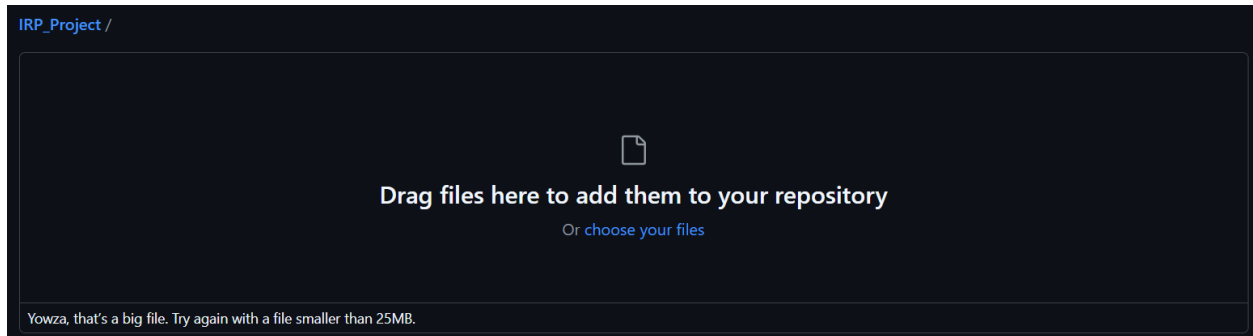 IRP_Project /
Drag files here to add them to your repository
Or choose your files
Yowza, that’s a big file. Try again with a file smaller than 25MB.